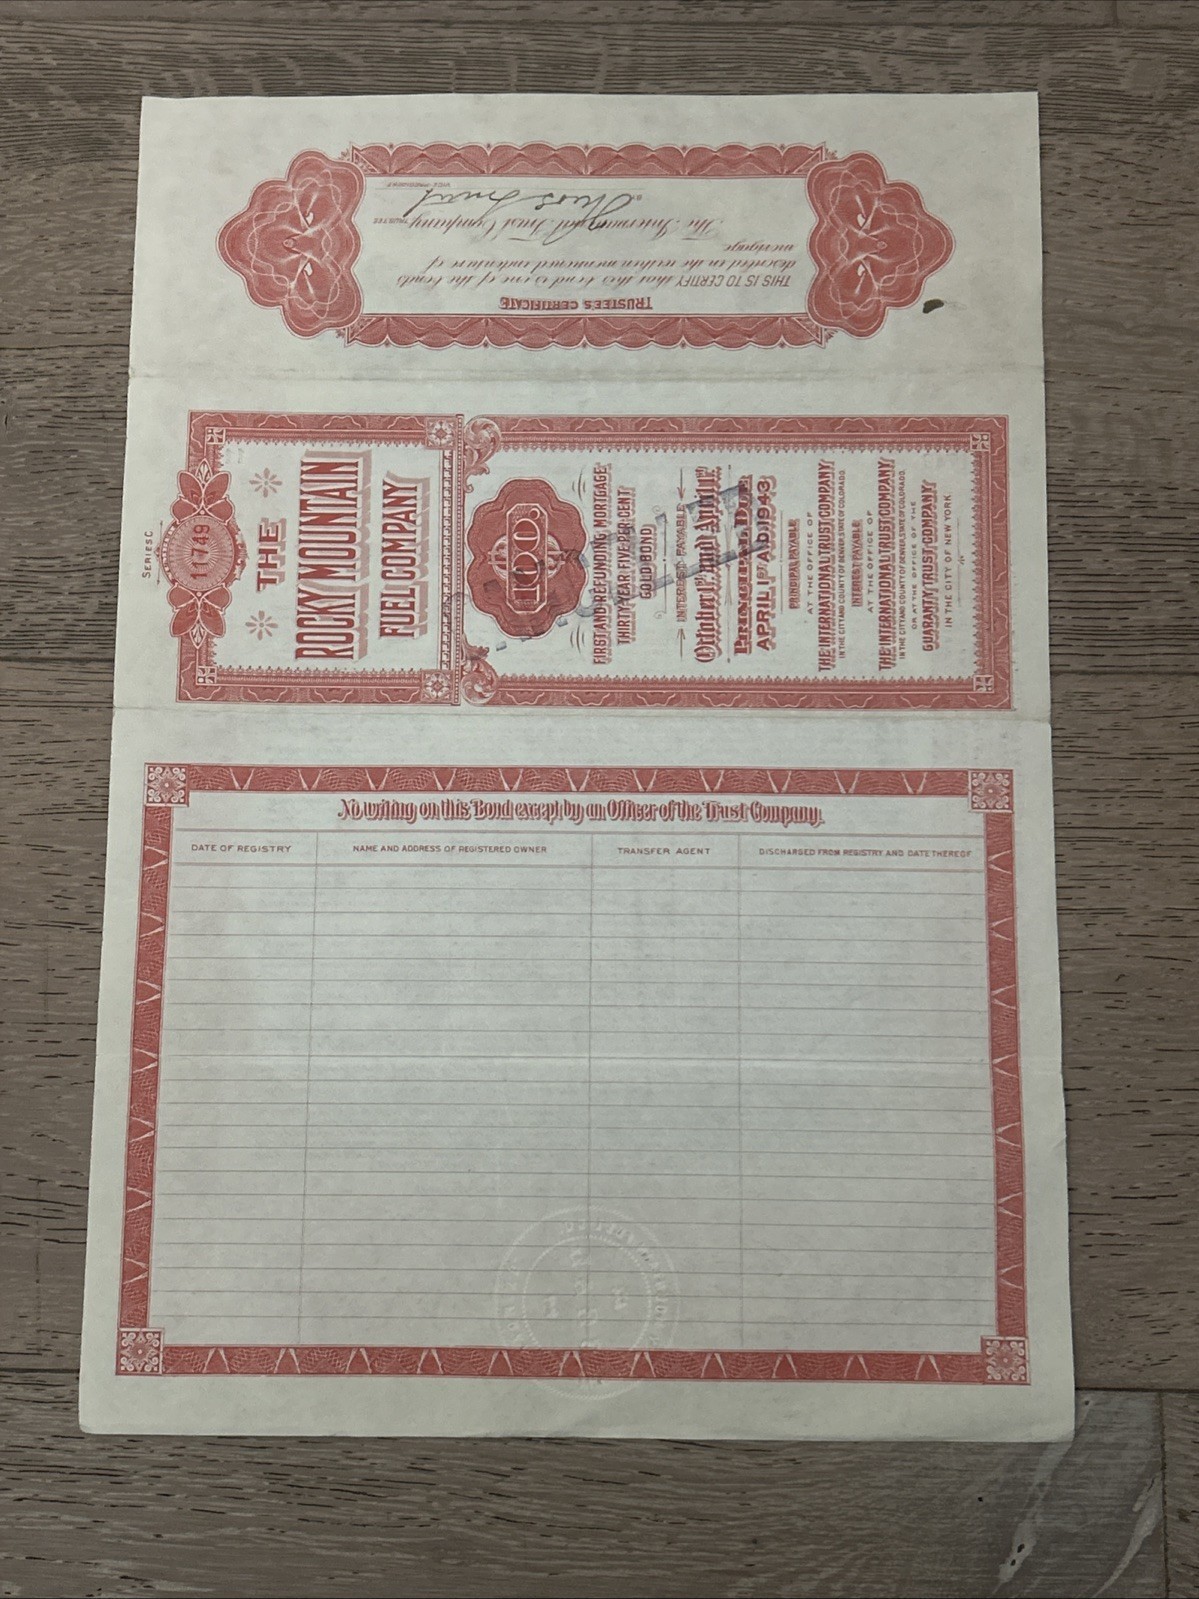 TRUSTEE'S CERTIFICATE
THIS IS TO CERTIFY that this bond is one of the bonds
described in the within mentioned indenture of
mortgage.
The International Trust Company, TRUSTEE
VICE-PRESIDENT
SERIES C
11749
THE
ROCKY MOUNTAIN
FUEL COMPANY
100
FIRST AND REFUNDING MORTGAGE
THIRTY-YEAR FIVE PER CENT
GOLD BOND
INTEREST PAYABLE
October 1st and April 1st
PRINCIPAL DUE
APRIL 1st A.D. 1943
PRINCIPAL PAYABLE
AT THE OFFICE OF
THE INTERNATIONAL TRUST COMPANY
IN THE CITY AND COUNTY OF DENVER, STATE OF COLORADO
INTEREST PAYABLE
AT THE OFFICE OF
THE INTERNATIONAL TRUST COMPANY
IN THE CITY AND COUNTY OF DENVER, STATE OF COLORADO
OR AT THE OFFICE OF THE
GUARANTY TRUST COMPANY
IN THE CITY OF NEW YORK
No writing on this Bond except by an Officer of the Trust Company.
DATE OF REGISTRY NAME AND ADDRESS OF REGISTERED OWNER TRANSFER AGENT DISCHARGED FROM REGISTRY AND DATE THEREOF